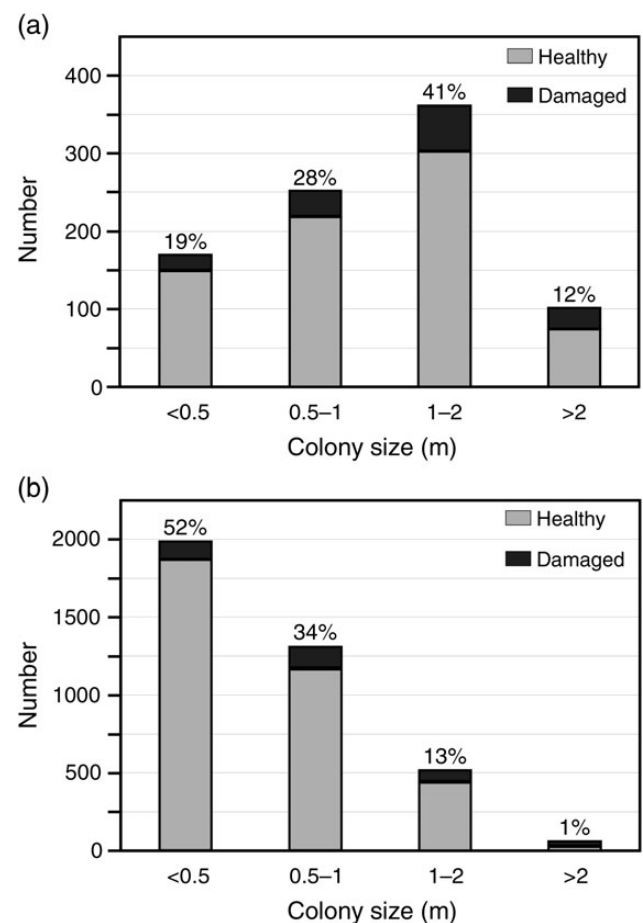 (a)
Healthy
Damaged
400
300
200
100
0
Number
19%
28%
41%
12%
<0.5
0.5–1
1–2
>2
Colony size (m)
(b)
Healthy
Damaged
2000
1500
1000
500
0
Number
52%
34%
13%
1%
<0.5
0.5–1
1–2
>2
Colony size (m)